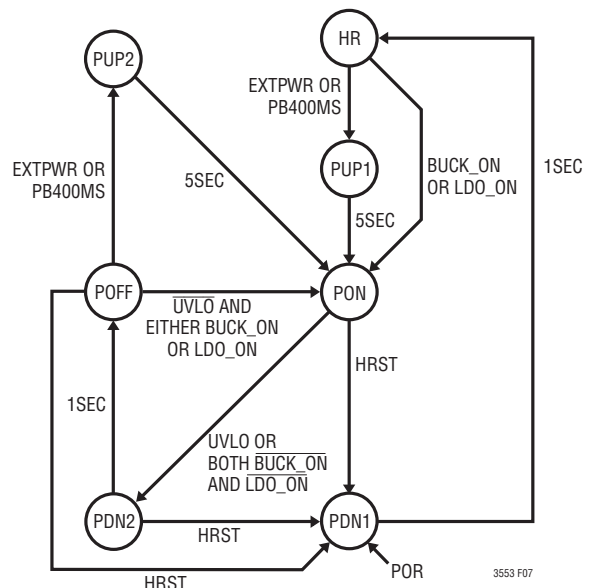 PUP2
HR
EXTPWR OR
PB400MS
PUP1
BUCK_ON
OR LDO_ON
1SEC
EXTPWR OR
PB400MS
5SEC
5SEC
POFF
PON
UVLO AND
EITHER BUCK_ON
OR LDO_ON
HRST
1SEC
UVLO OR
BOTH BUCK_ON
AND LDO_ON
PDN2
HRST
PDN1
HRST
POR
3553 F07